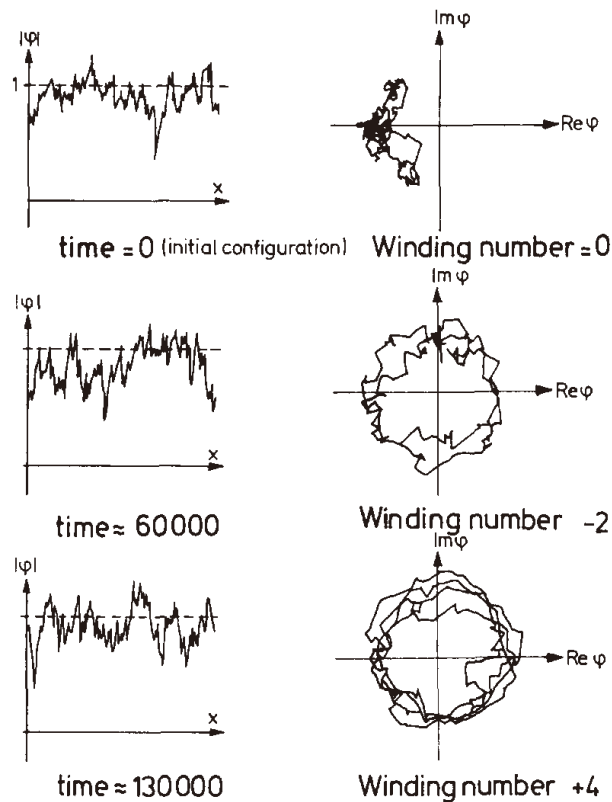 |φ|
Im φ
1
Re φ
x
time = 0 (initial configuration)
Winding number = 0
|φ|
Im φ
Re φ
x
time ≈ 60000
Winding number -2
|φ|
Im φ
Re φ
x
time ≈ 130000
Winding number +4